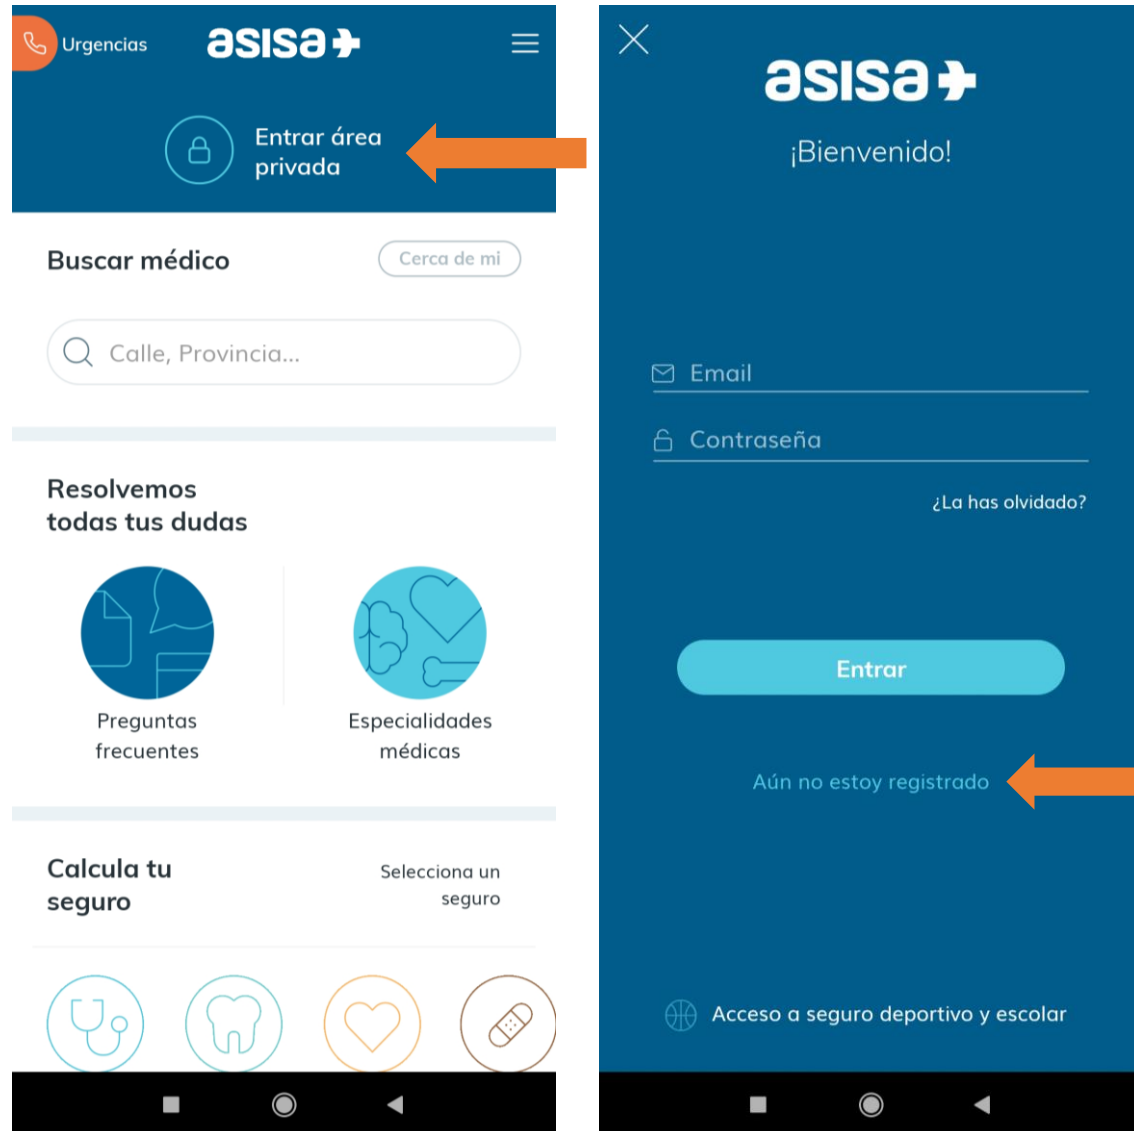 Urgencias
asisa
Entrar área
privada
Buscar médico
Cerca de mi
Calle, Provincia...
Resolvemos
todas tus dudas
Preguntas
frecuentes
Especialidades
médicas
Calcula tu
seguro
Selecciona un
seguro
asisa
¡Bienvenido!
Email
Contraseña
¿La has olvidado?
Entrar
Aún no estoy registrado
Acceso a seguro deportivo y escolar